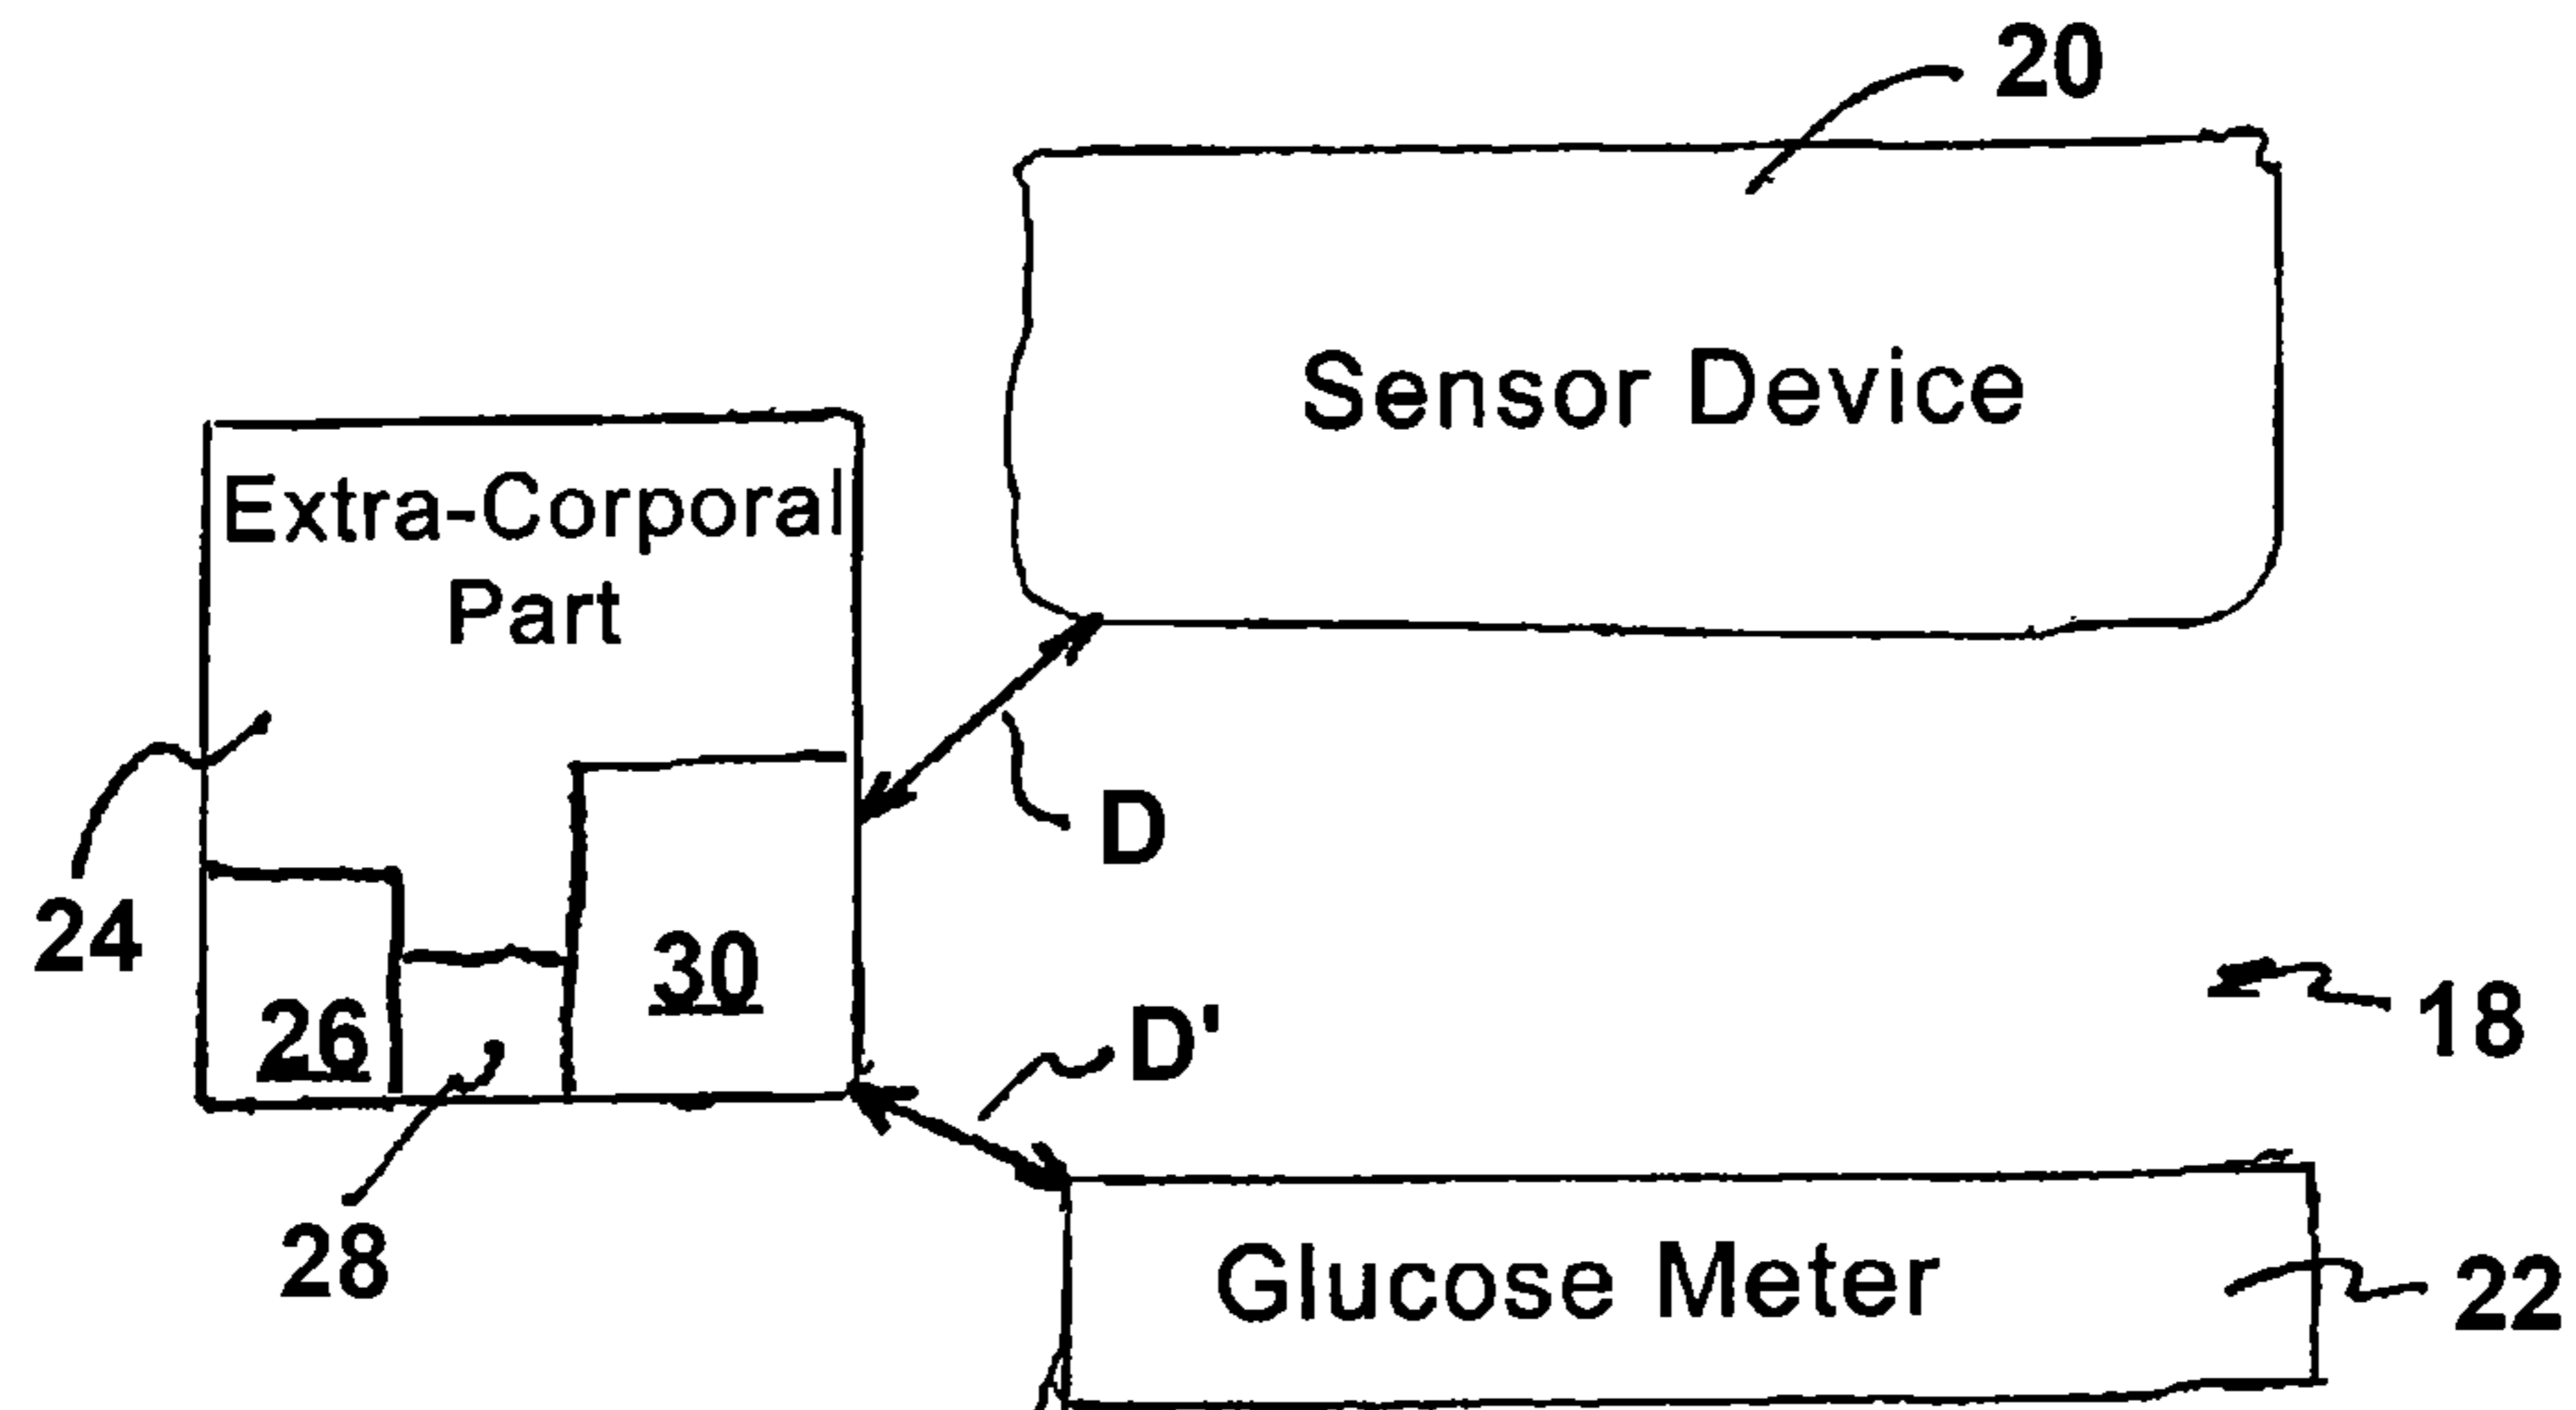 20
Sensor Device
Extra-Corporal
Part
D
24
30
26
D'
18
28
Glucose Meter
22